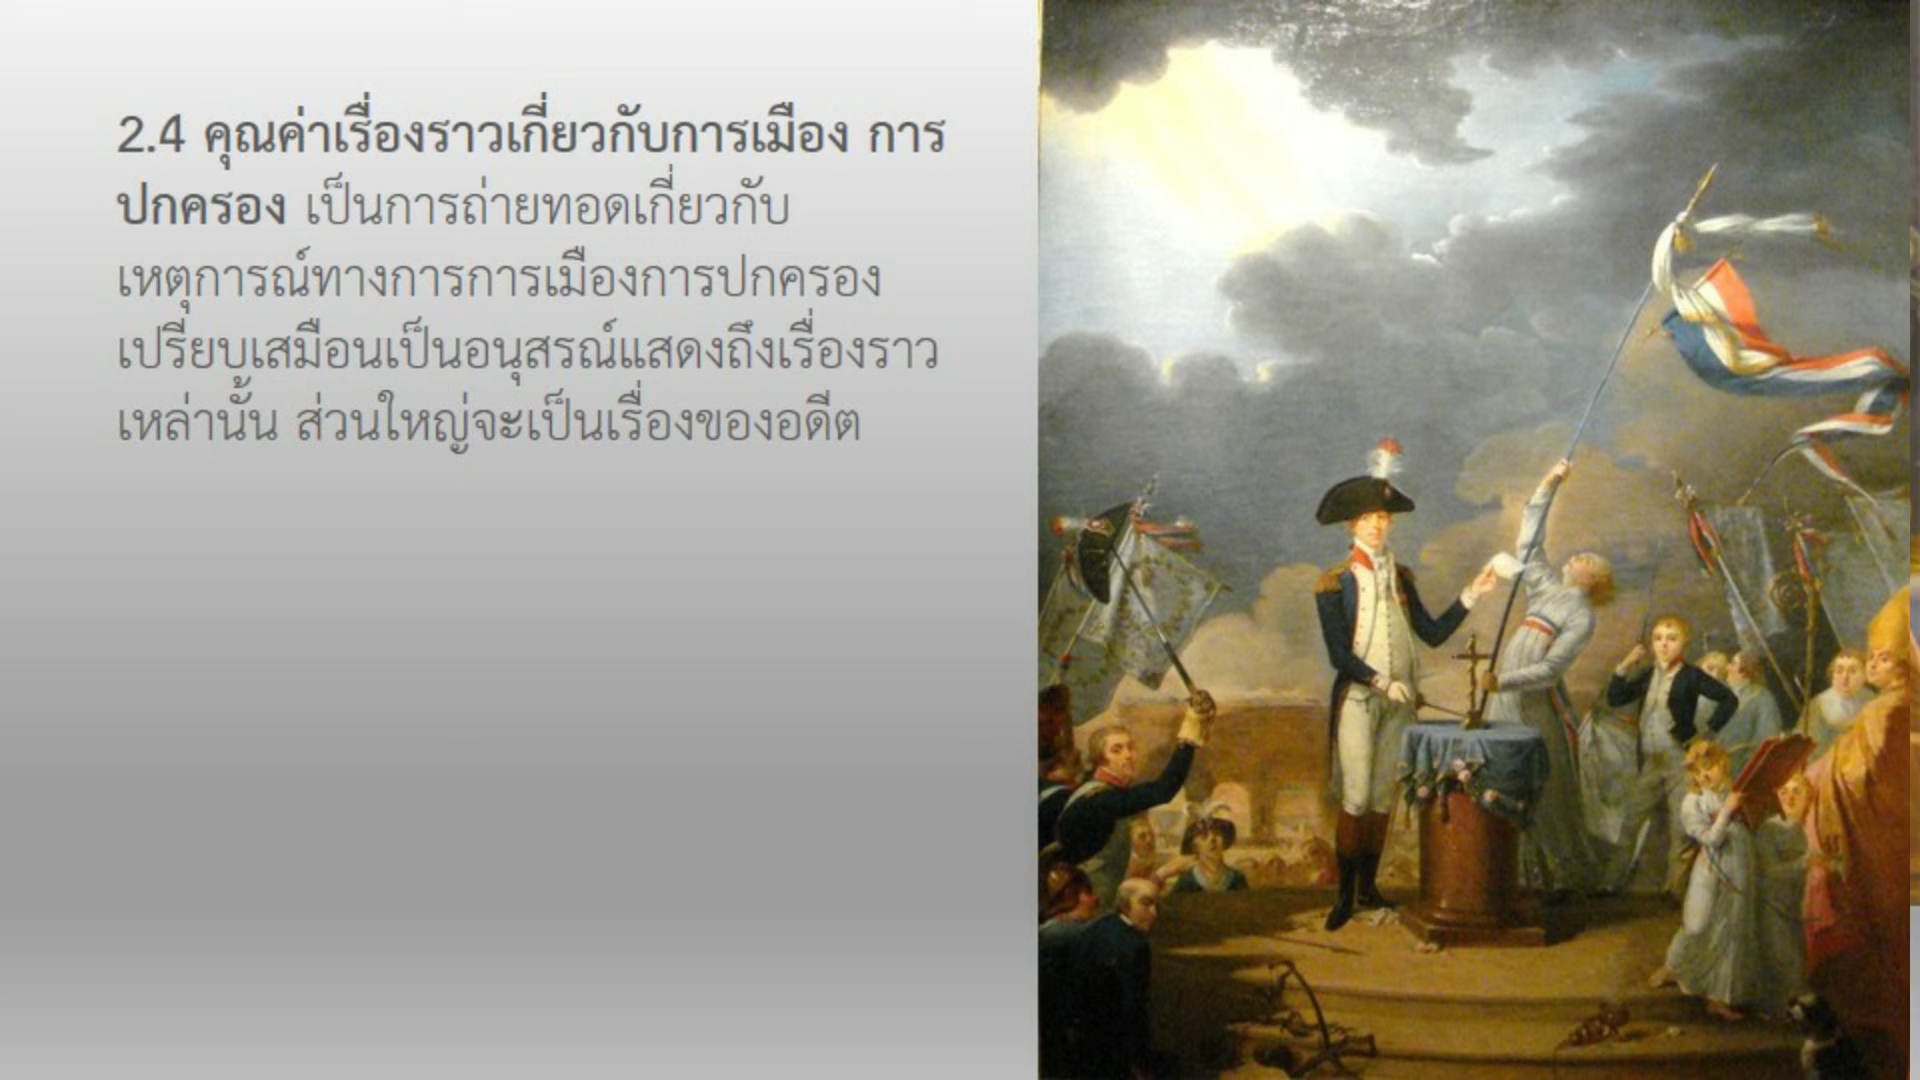 2.4 คุณค่าเรื่องราวเกี่ยวกับการเมือง การ
ปกครอง เป็นการถ่ายทอดเกี่ยวกับ
เหตุการณ์ทางการการเมืองการปกครอง
เปรียบเสมือนเป็นอนุสรณ์แสดงถึงเรื่องราว
เหล่านั้น ส่วนใหญ่จะเป็นเรื่องของอดีต